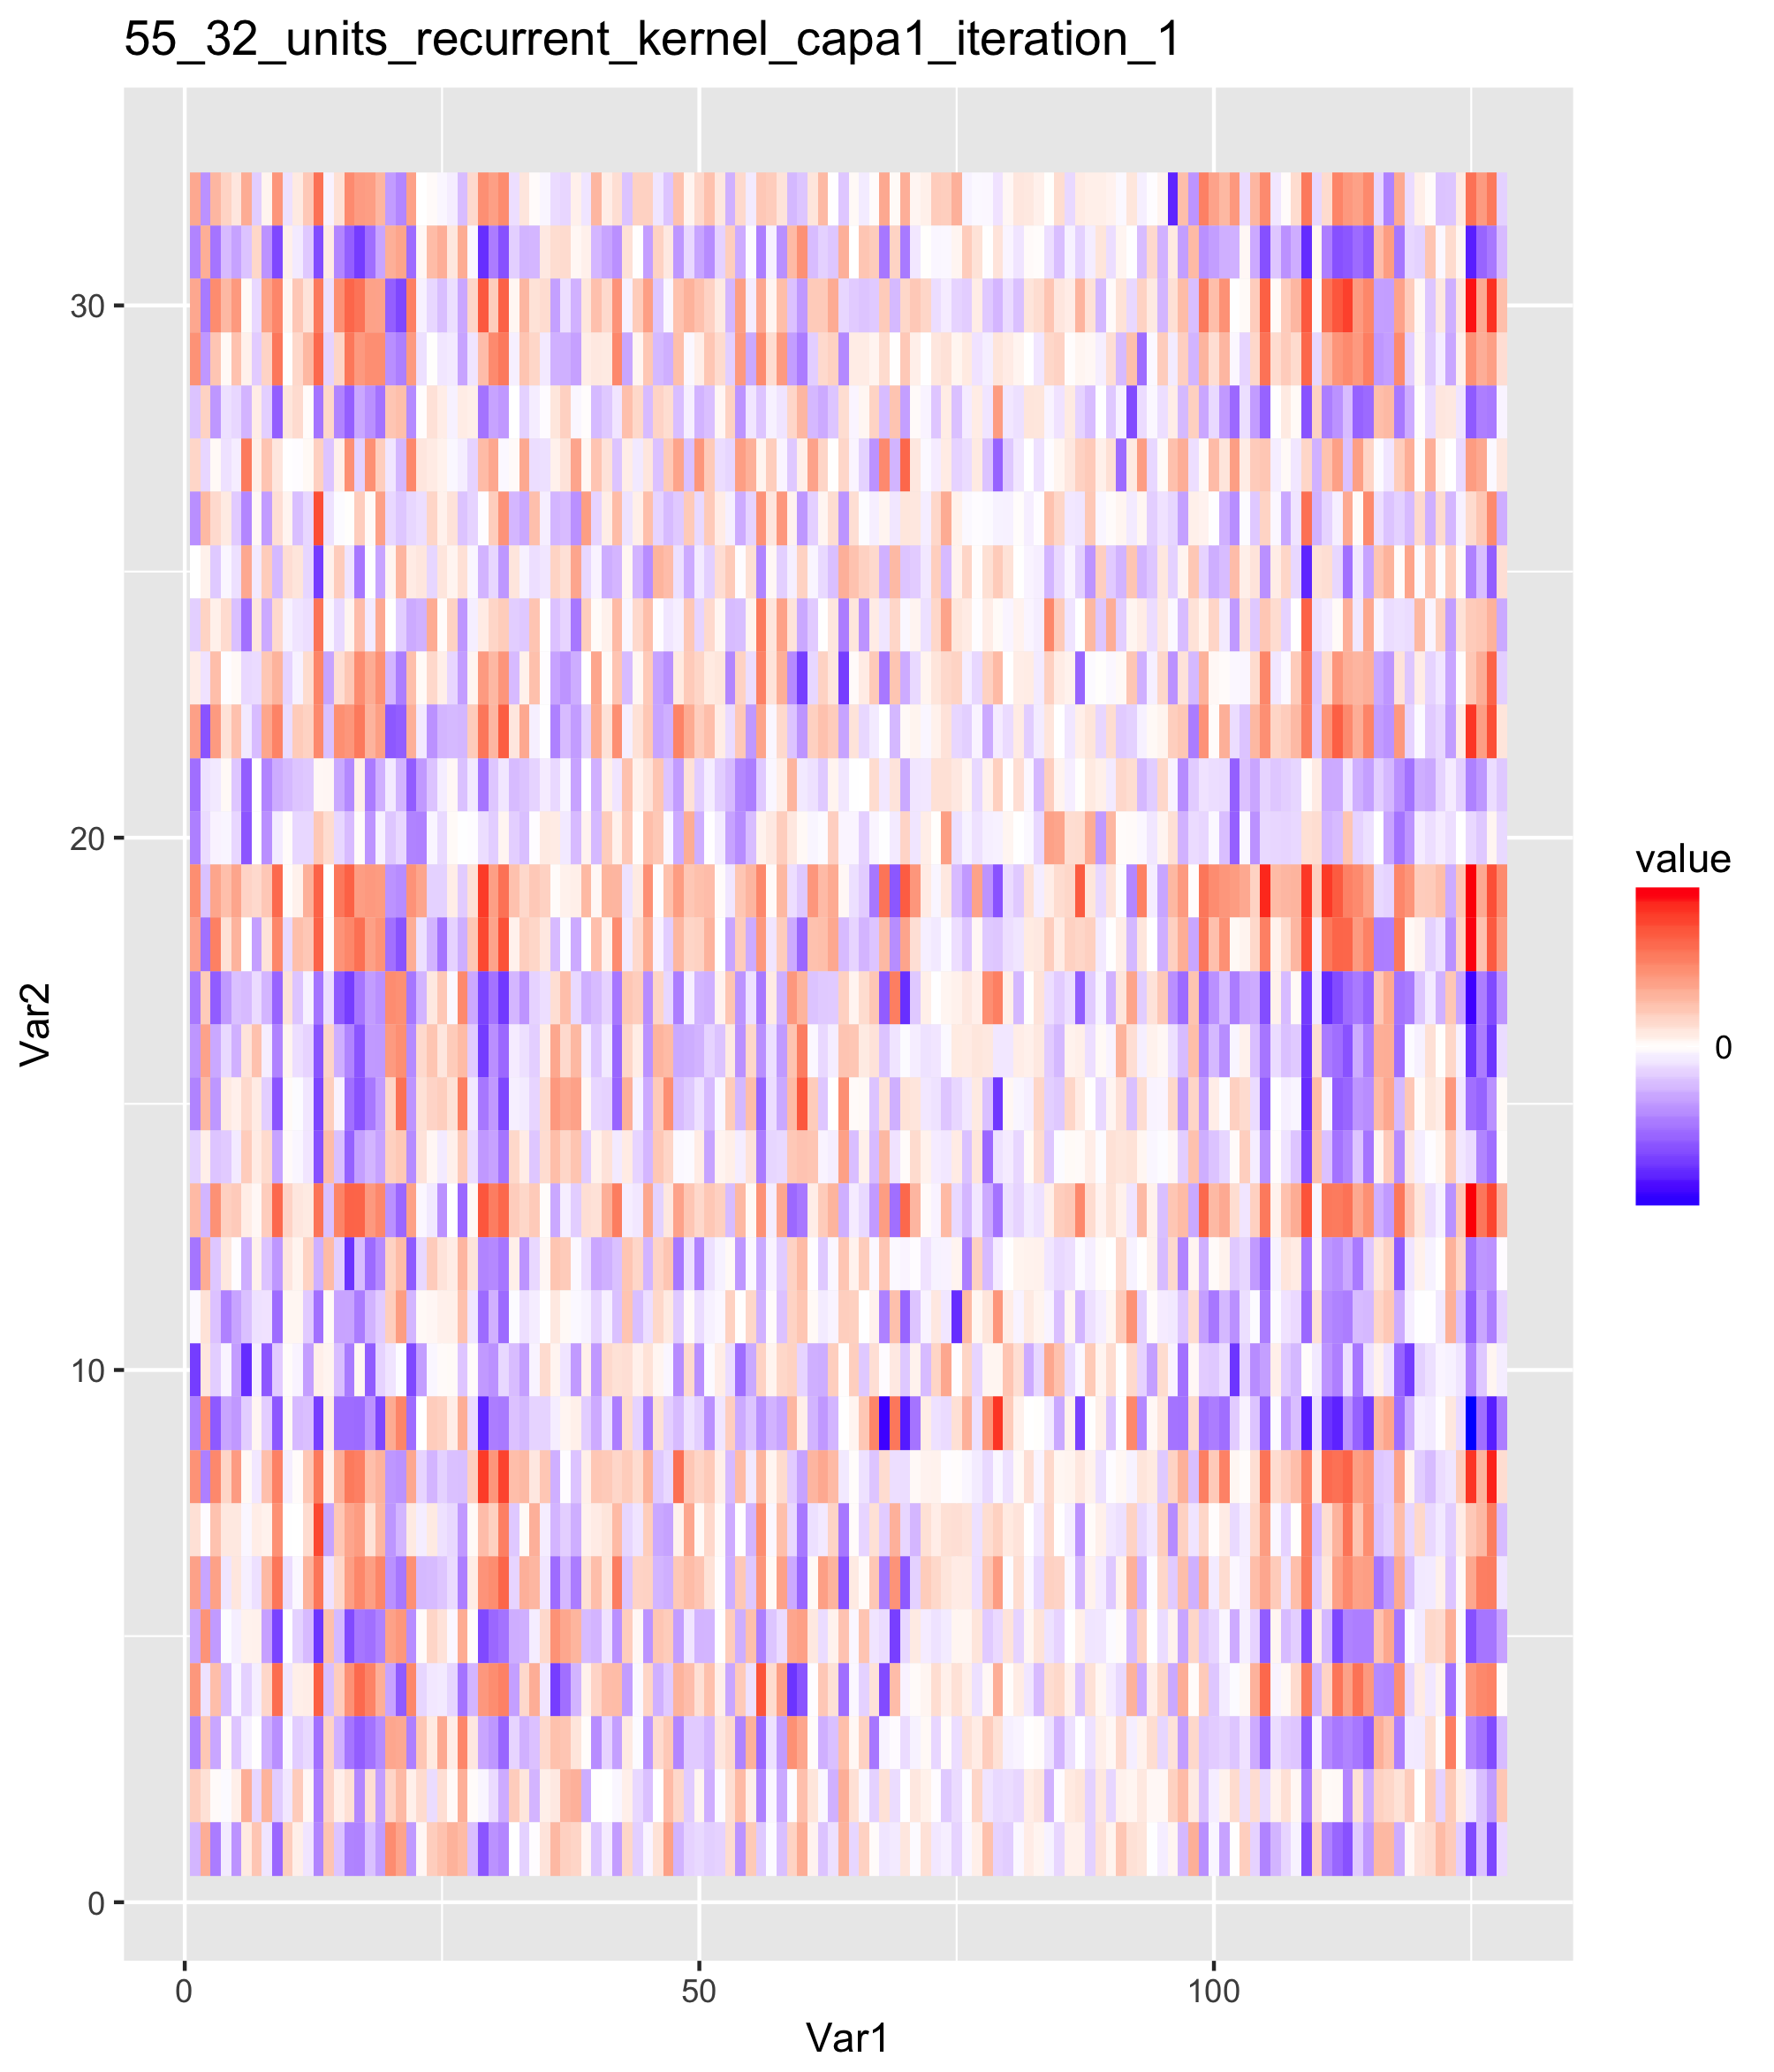 55_32_units_recurrent_kernel_capa1_iteration_1
30
20
10
0
0
50
100
Var1
Var2
value
0